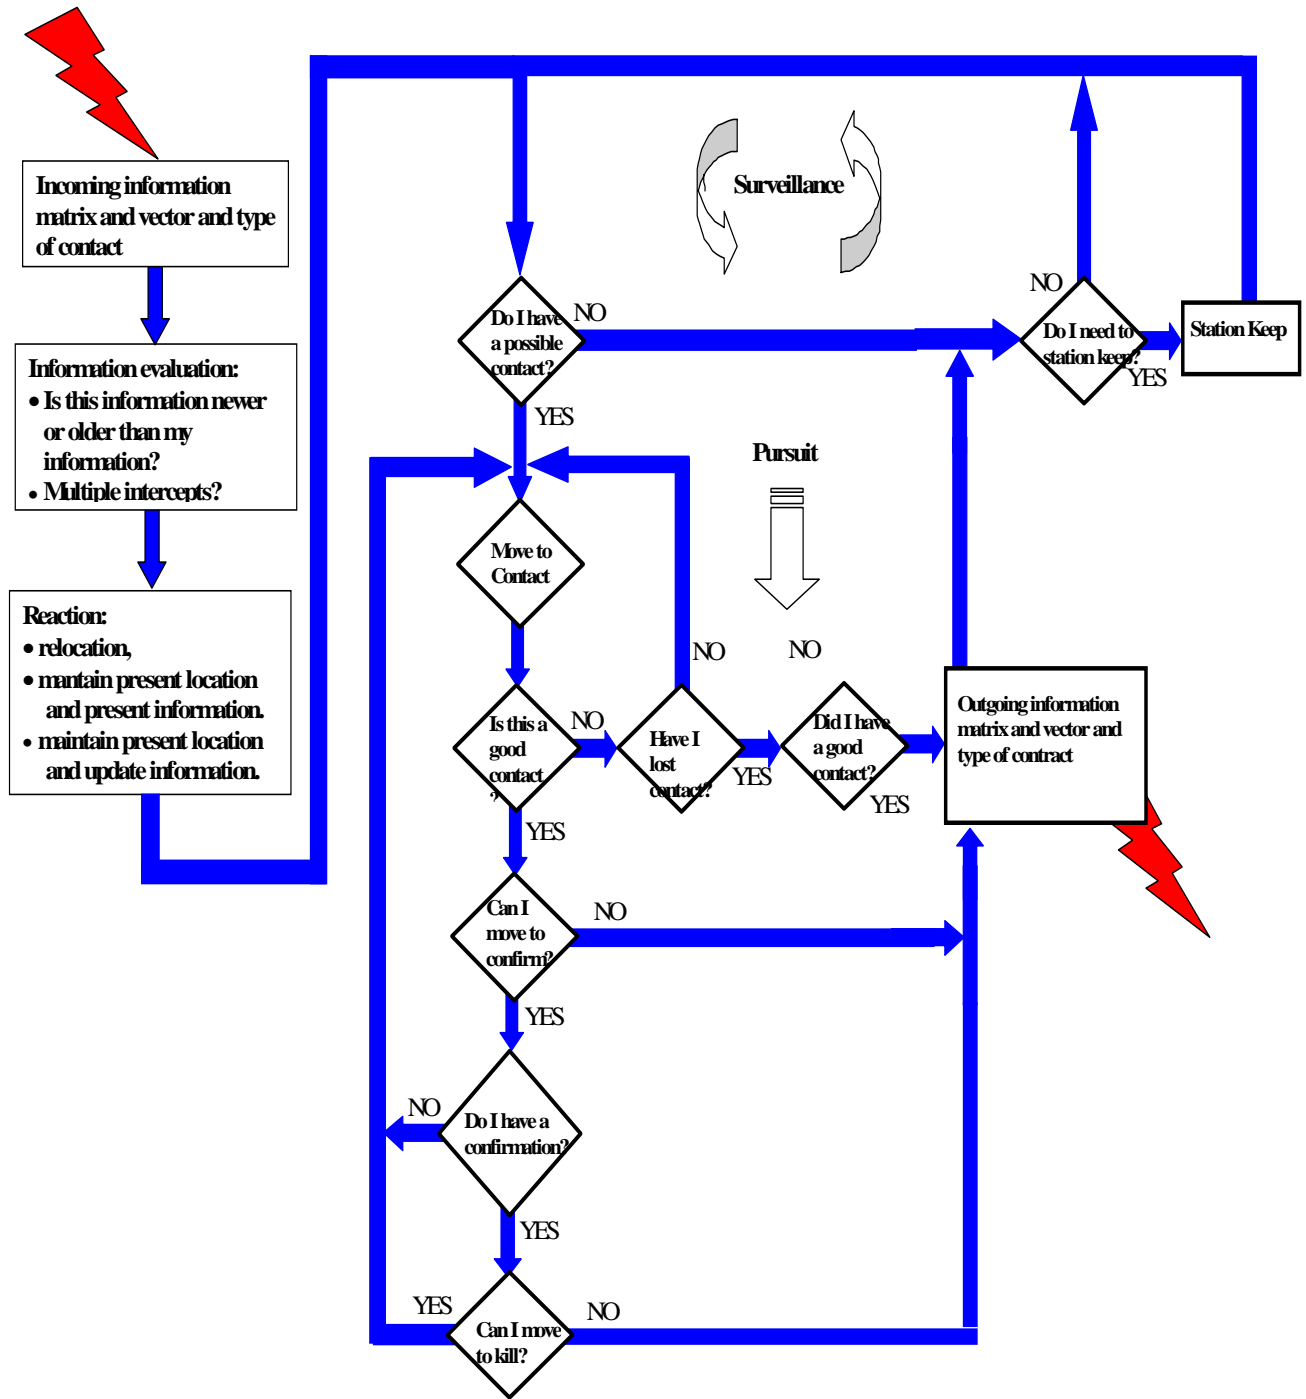 Incoming information
matrix and vector and type
of contact
Information evaluation:
• Is this information newer
or older than my
information?
• Multiple intercepts?
Reaction:
• relocation,
• mantain present location
and present information.
• maintain present location
and update information.
Surveillance
Do I have
a possible
contact?
NO
YES
NO
Do I need to
station keep?
YES
Station Keep
Pursuit
Move to
Contact
NO
NO
Is this a
good
contact
?
NO
YES
Have I
lost
contact?
YES
Did I have
a good
contact?
YES
Outgoing information
matrix and vector and
type of contract
Can I
move to
confirm?
NO
YES
NO
Do I have a
confirmation?
YES
YES
Can I move
to kill?
NO